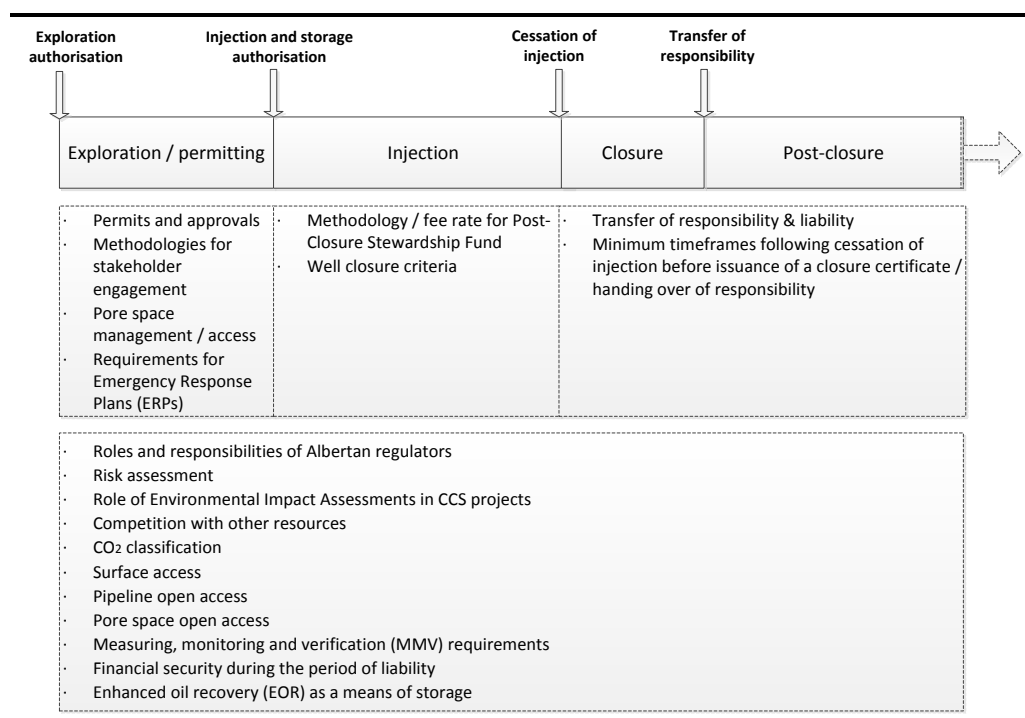 Exploration
authorisation
Injection and storage
authorisation
Cessation of
injection
Transfer of
responsibility
Exploration / permitting
Injection
Closure
Post-closure
· Permits and approvals
· Methodologies for
stakeholder
engagement
· Pore space
management / access
· Requirements for
Emergency Response
Plans (ERPs)
· Methodology / fee rate for Post-
Closure Stewardship Fund
· Well closure criteria
· Transfer of responsibility & liability
· Minimum timeframes following cessation of
injection before issuance of a closure certificate /
handing over of responsibility
· Roles and responsibilities of Albertan regulators
· Risk assessment
· Role of Environmental Impact Assessments in CCS projects
· Competition with other resources
· CO2 classification
· Surface access
· Pipeline open access
· Pore space open access
· Measuring, monitoring and verification (MMV) requirements
· Financial security during the period of liability
· Enhanced oil recovery (EOR) as a means of storage